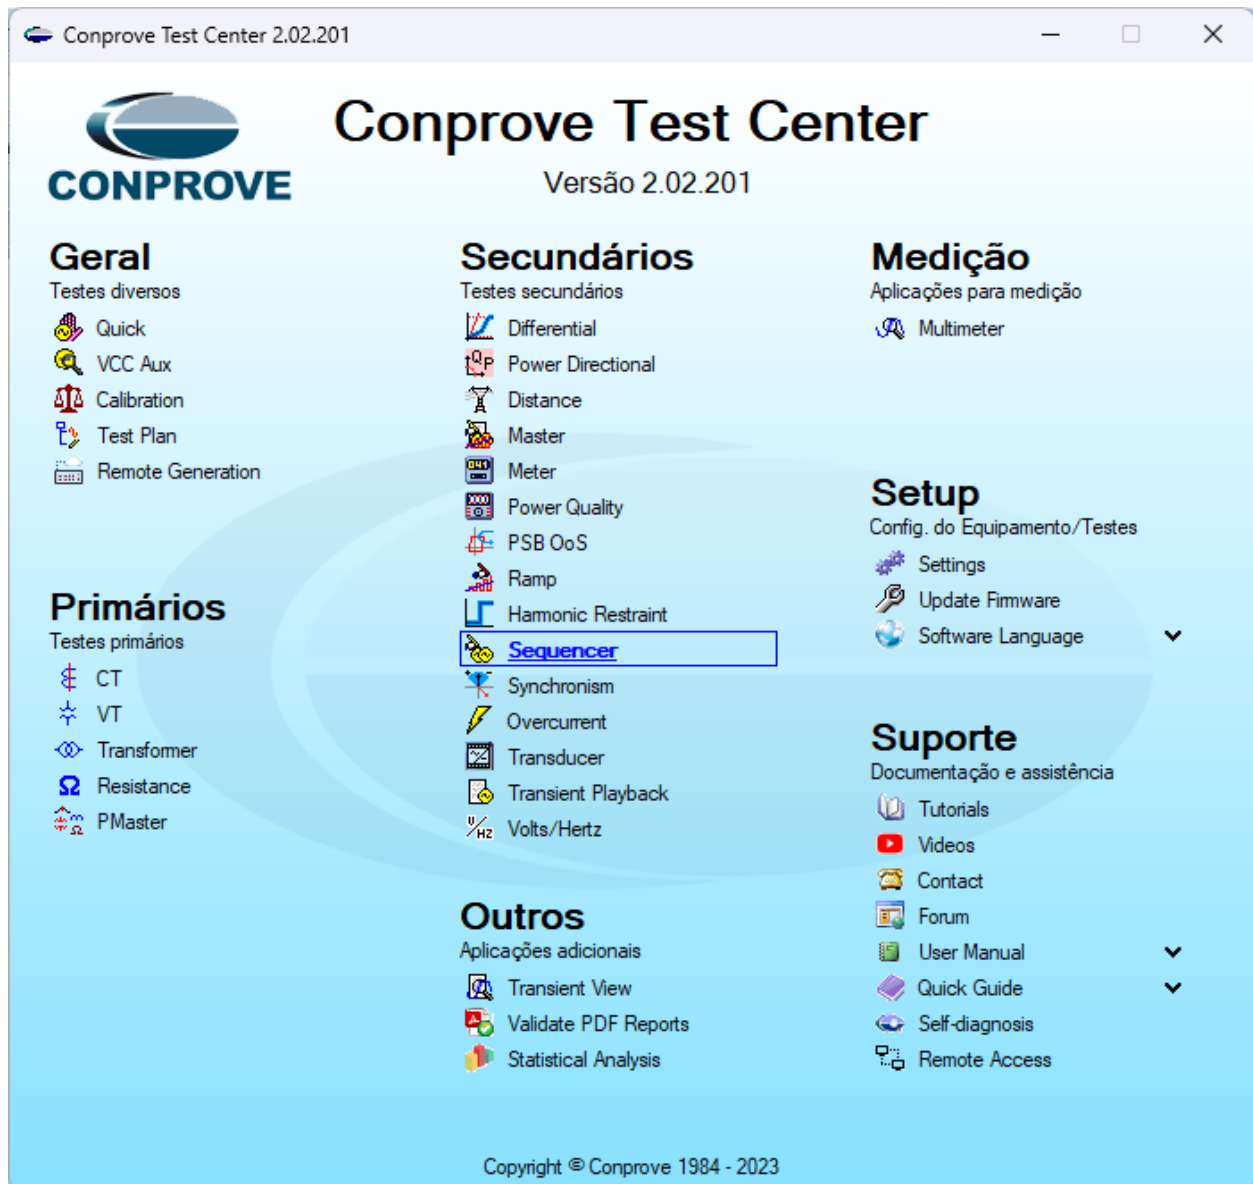 Conprove Test Center 2.02.201
CONPROVE
Conprove Test Center
Versão 2.02.201
Geral
Testes diversos
Quick
VCC Aux
Calibration
Test Plan
Remote Generation
Primários
Testes primários
CT
VT
Transformer
Resistance
PMaster
Secundários
Testes secundários
Differential
Power Directional
Distance
Master
Meter
Power Quality
PSB OoS
Ramp
Harmonic Restraint
Sequencer
Synchronism
Overcurrent
Transducer
Transient Playback
Volts/Hertz
Outros
Aplicações adicionais
Transient View
Validate PDF Reports
Statistical Analysis
Medição
Aplicações para medição
Multimeter
Setup
Config. do Equipamento/Testes
Settings
Update Firmware
Software Language
Suporte
Documentação e assistência
Tutorials
Videos
Contact
Forum
User Manual
Quick Guide
Self-diagnosis
Remote Access
Copyright © Conprove 1984 - 2023